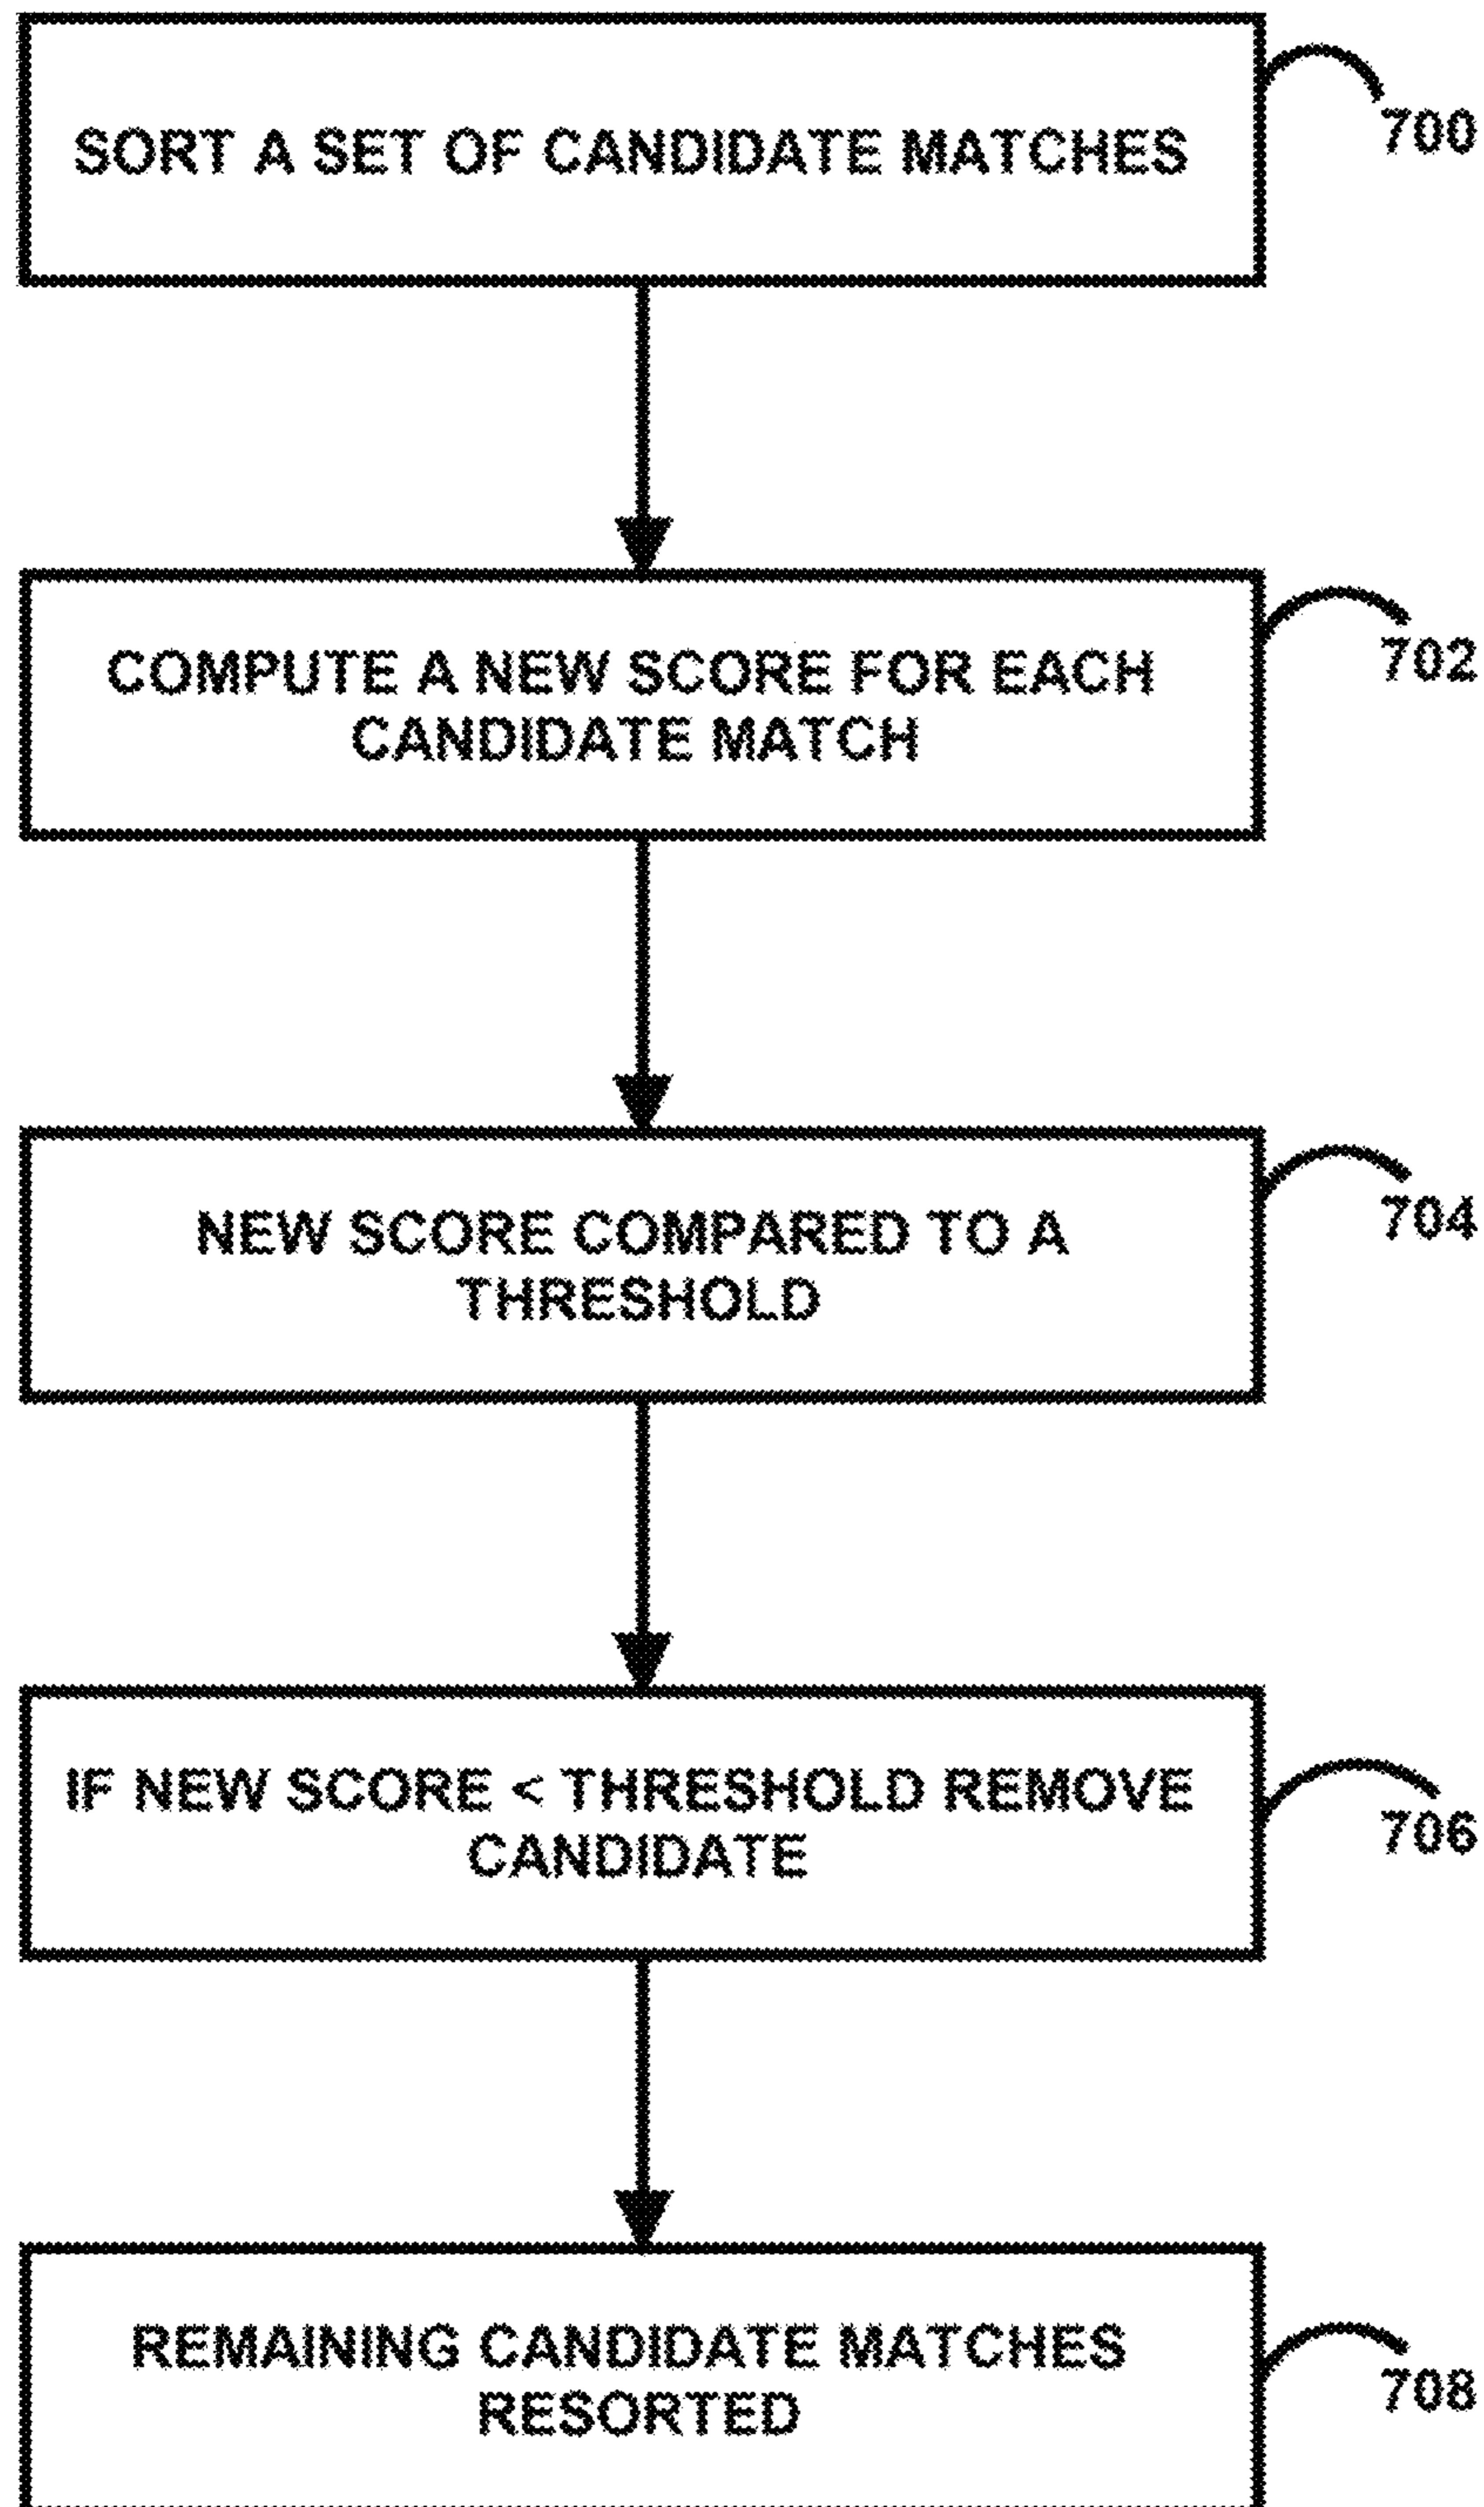 SORT A SET OF CANDIDATE MATCHES
700
COMPUTE A NEW SCORE FOR EACH
CANDIDATE MATCH
702
NEW SCORE COMPARED TO A
THRESHOLD
704
IF NEW SCORE < THRESHOLD REMOVE
CANDIDATE
706
REMAINING CANDIDATE MATCHES
RESORTED
708